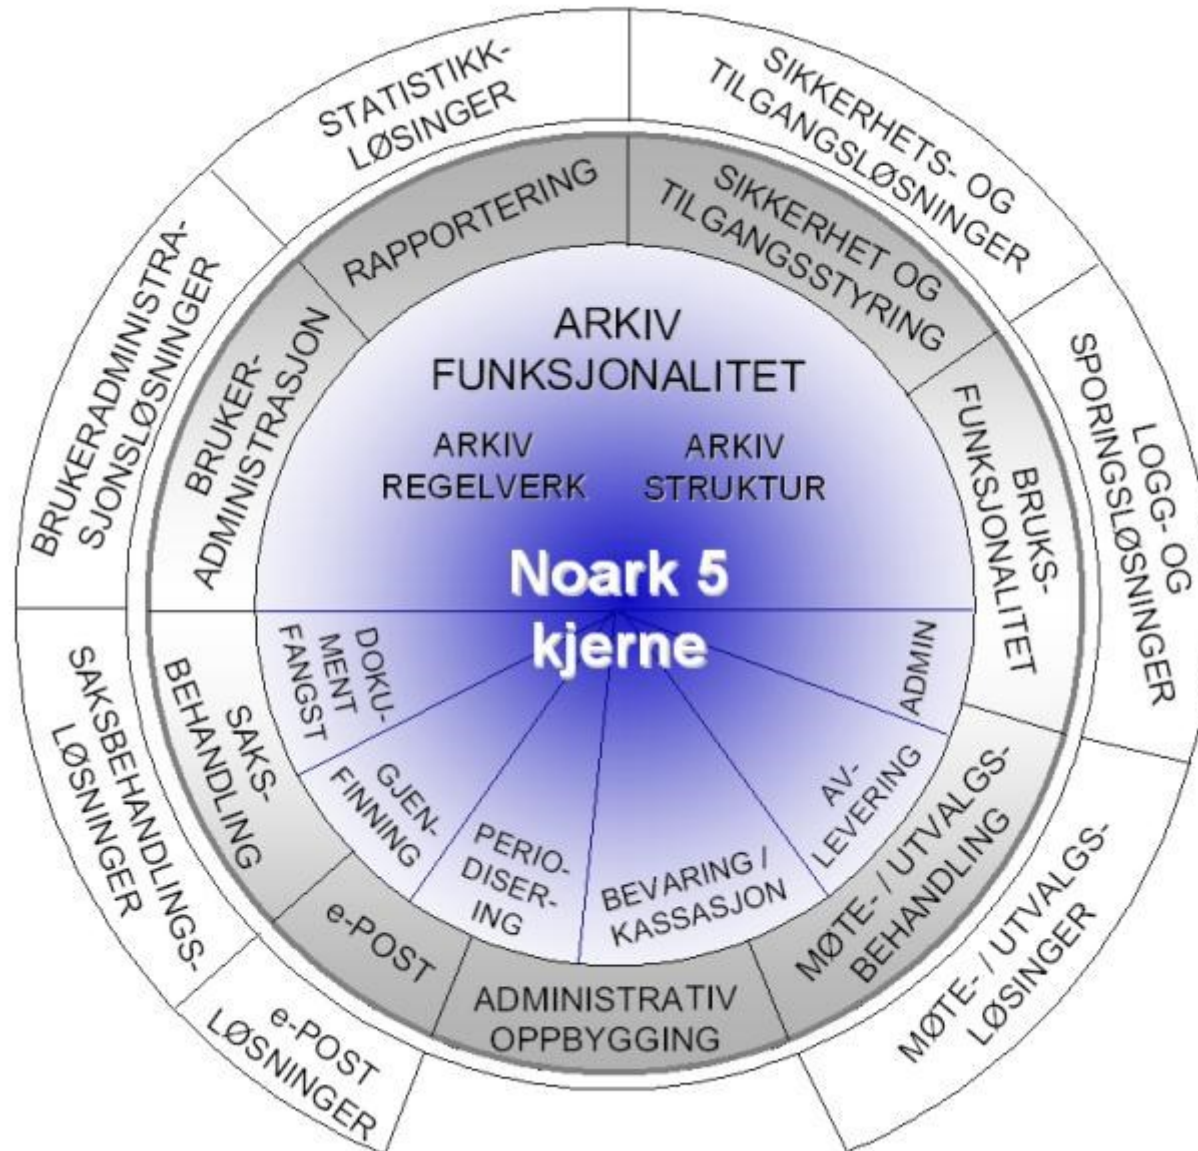 STATISTIKK-
LØSINGER
SIKKERHETS- OG
TILGANGSLØSNINGER
BRUKERADMINISTRA-
SJONSLØSNINGER
LOGG- OG
SPORINGSLØSNINGER
SAKSBEHANDLINGS-
LØSNINGER
e-POST
LØSNINGER
MØTE- / UTVALGS-
LØSINGER
RAPPORTERING
SIKKERHET OG
TILGANGSSTYRING
BRUKER-
ADMINISTRASJON
BRUKS-
FUNKSJONALITET
SAKS-
BEHANDLING
e-POST
ADMINISTRATIV
OPPBYGGING
MØTE- / UTVALGS-
BEHANDLING
ARKIV
FUNKSJONALITET
ARKIV
REGELVERK
ARKIV
STRUKTUR
Noark 5
kjerne
DOKU-
MENT
FANGST
GJEN-
FINNING
PERIO-
DISER-
ING
BEVARING /
KASSASJON
AV-
LEVERING
ADMIN